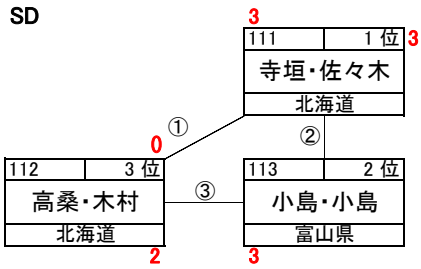 SD
3
111 1位 3
寺垣・佐々木
北海道
0
①
②
112 3位
113 2位
高桑・木村
③
小島・小島
北海道
富山県
2
3